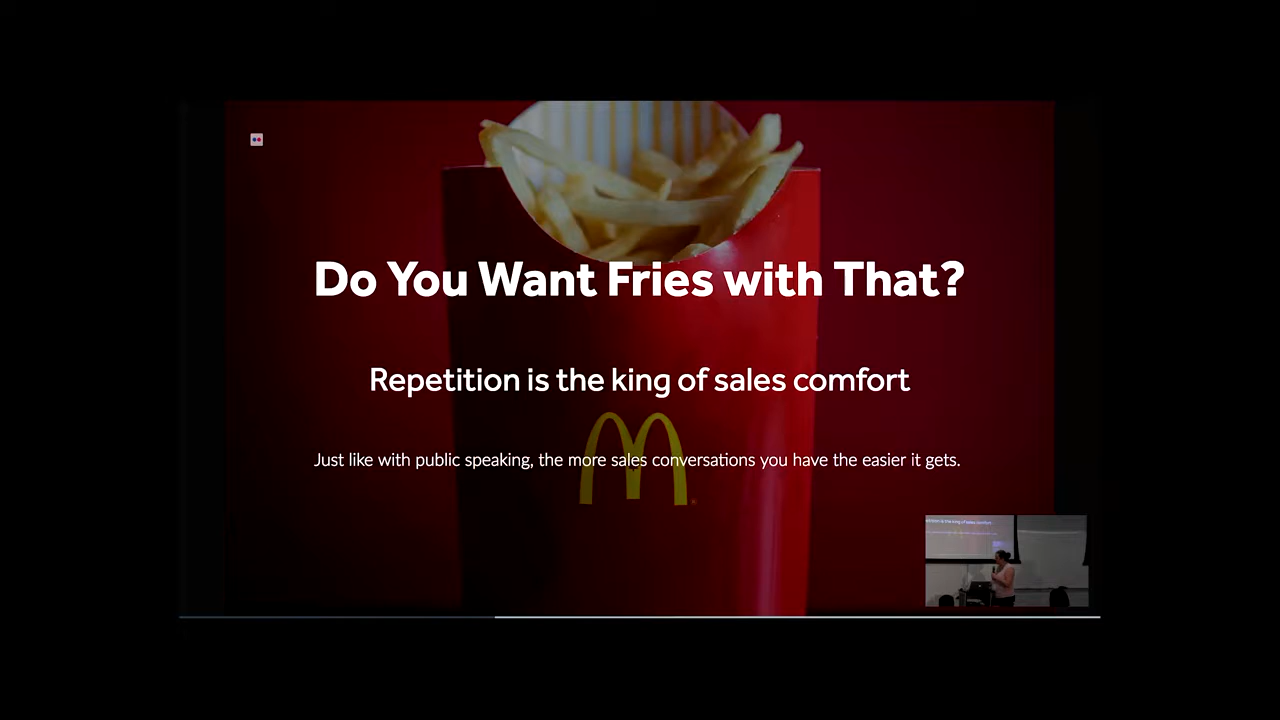 Do You Want Fries with That?
Repetition is the king of sales comfort
Just like with public speaking, the more sales conversations you have the easier it gets.